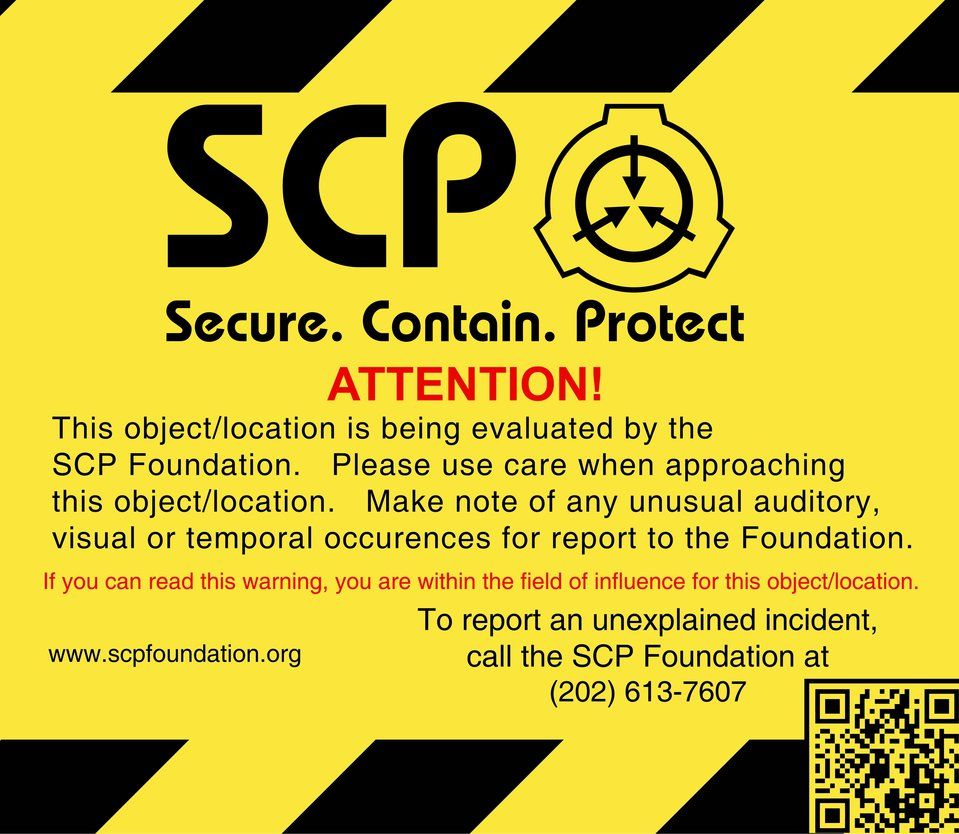 SCP
Secure. Contain. Protect
ATTENTION!
This object/location is being evaluated by the
SCP Foundation. Please use care when approaching
this object/location. Make note of any unusual auditory,
visual or temporal occurences for report to the Foundation.
If you can read this warning, you are within the field of influence for this object/location.
To report an unexplained incident,
call the SCP Foundation at
(202) 613-7607
www.scpfoundation.org